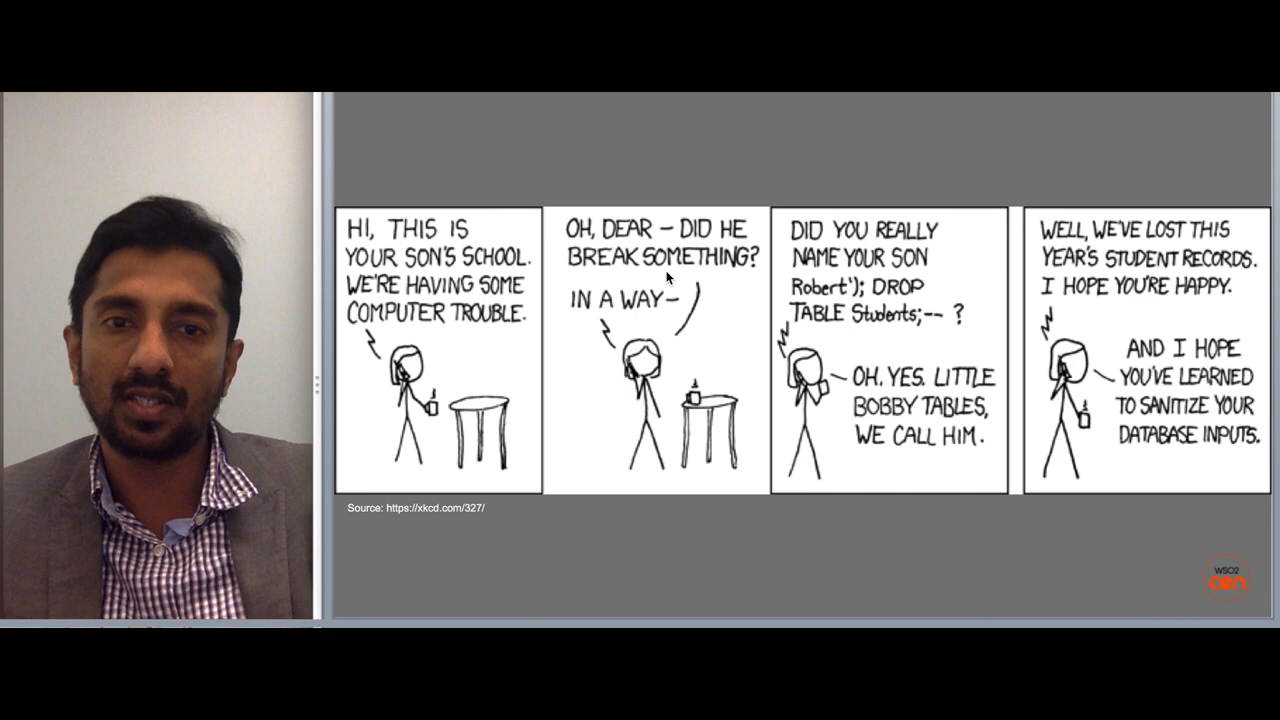 HI, THIS IS
YOUR SON'S SCHOOL.
WE'RE HAVING SOME
COMPUTER TROUBLE.
OH, DEAR – DID HE
BREAK SOMETHING?
IN A WAY –
DID YOU REALLY
NAME YOUR SON
Robert'); DROP
TABLE Students;-- ?
OH, YES. LITTLE
BOBBY TABLES,
WE CALL HIM.
WELL, WE'VE LOST THIS
YEAR'S STUDENT RECORDS.
I HOPE YOU'RE HAPPY.
AND I HOPE
YOU'VE LEARNED
TO SANITIZE YOUR
DATABASE INPUTS.
Source: https://xkcd.com/327/
WSO2
con